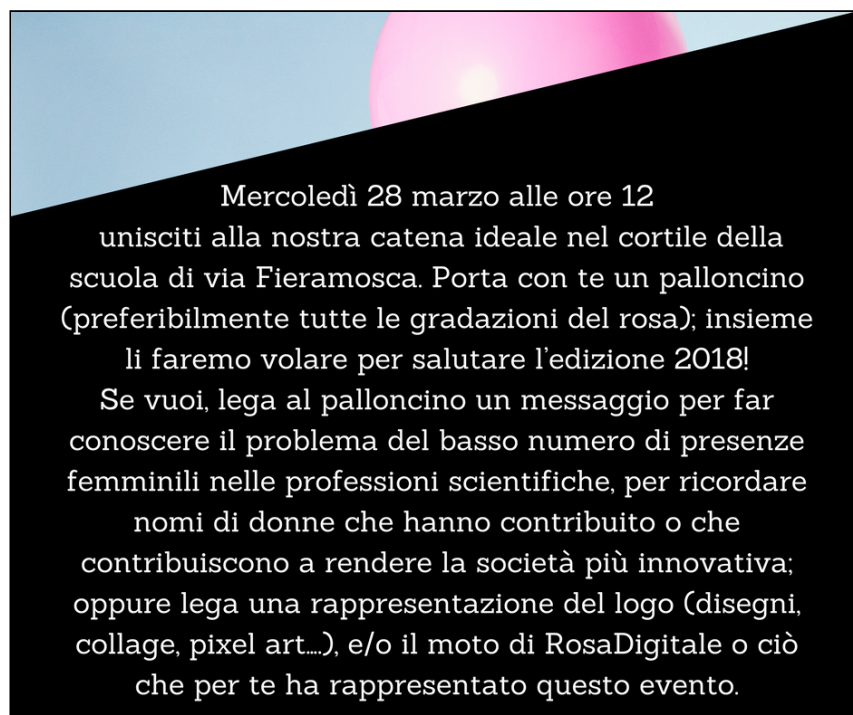 Mercoledì 28 marzo alle ore 12
unisciti alla nostra catena ideale nel cortile della
scuola di via Fieramosca. Porta con te un palloncino
(preferibilmente tutte le gradazioni del rosa); insieme
li faremo volare per salutare l’edizione 2018!
Se vuoi, lega al palloncino un messaggio per far
conoscere il problema del basso numero di presenze
femminili nelle professioni scientifiche, per ricordare
nomi di donne che hanno contribuito o che
contribuiscono a rendere la società più innovativa;
oppure lega una rappresentazione del logo (disegni,
collage, pixel art....), e/o il moto di RosaDigitale o ciò
che per te ha rappresentato questo evento.